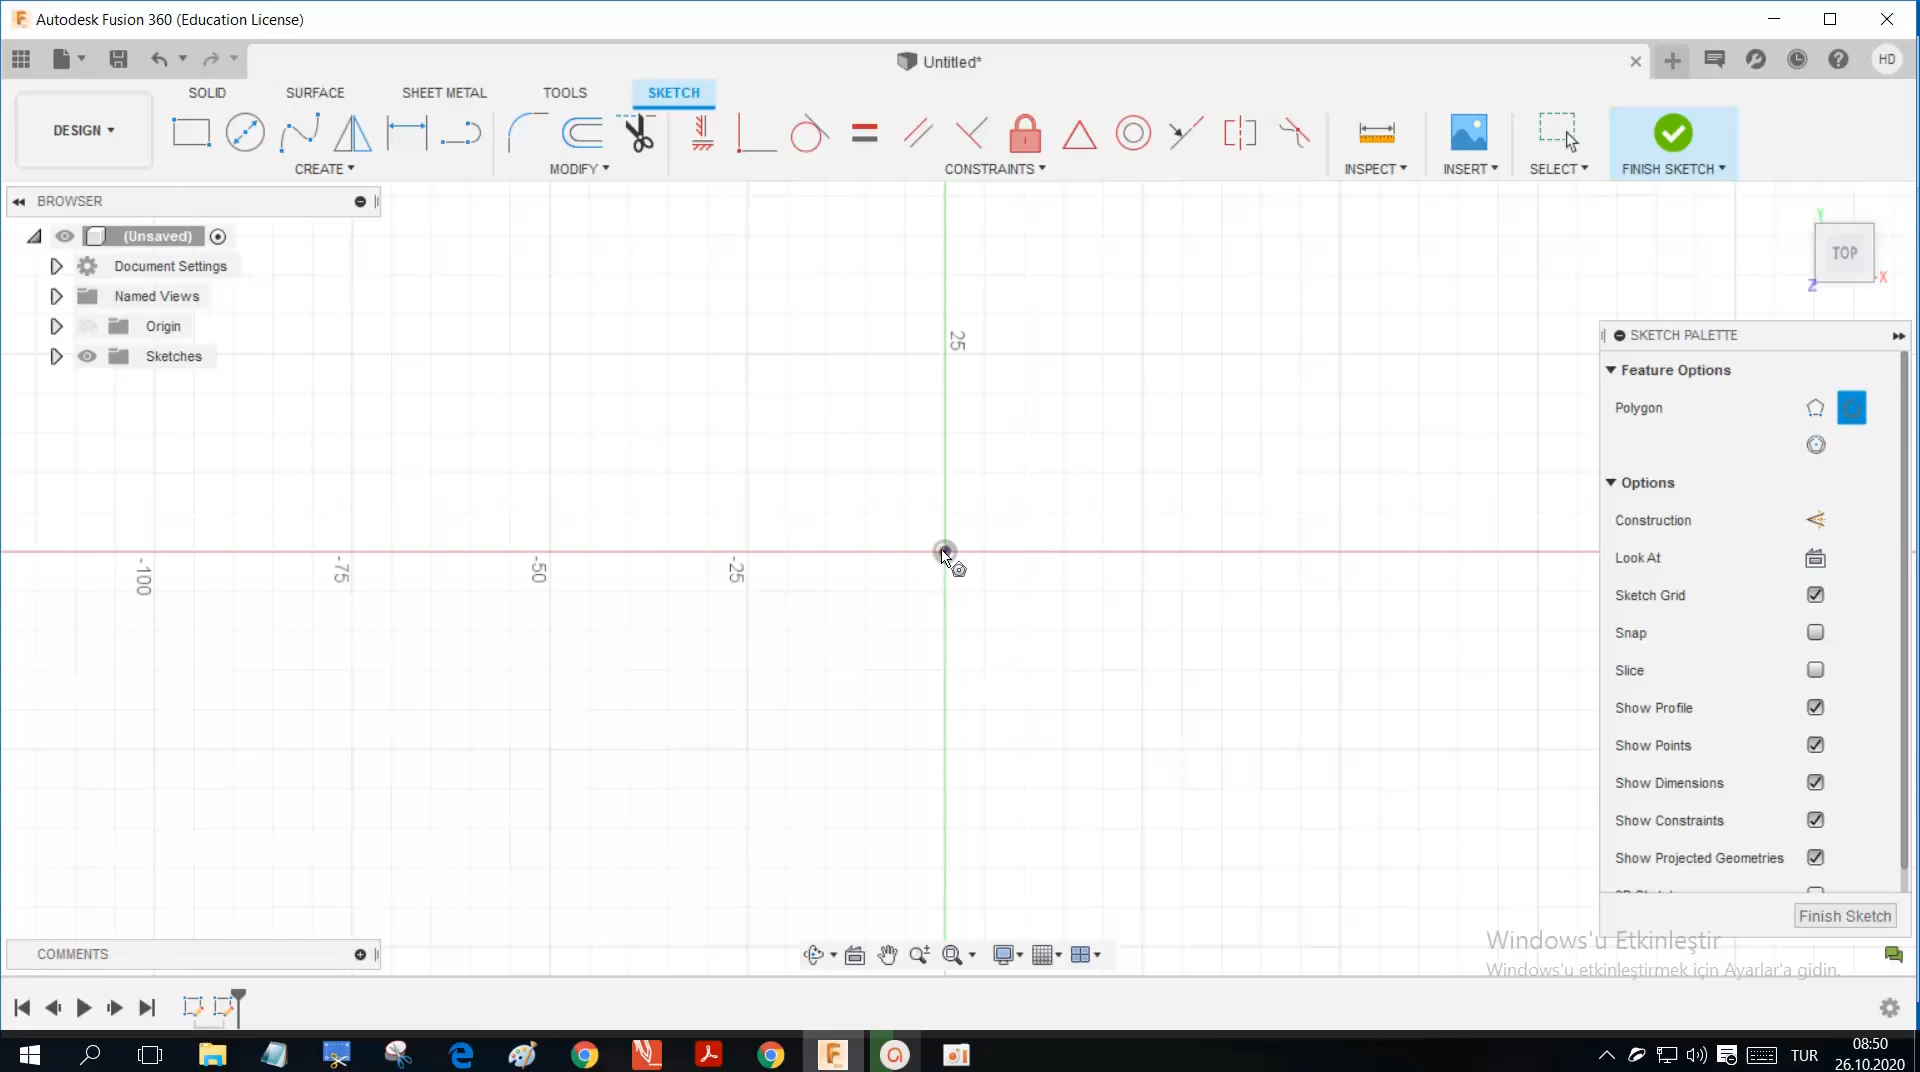 Autodesk Fusion 360 (Education License)
Untitled*
HD
SOLID
SURFACE
SHEET METAL
TOOLS
SKETCH
DESIGN
CREATE
MODIFY
CONSTRAINTS
INSPECT
INSERT
SELECT
FINISH SKETCH
BROWSER
(Unsaved)
Document Settings
Named Views
Origin
Sketches
TOP
Y
X
Z
25
-100
-75
-50
-25
SKETCH PALETTE
Feature Options
Polygon
Options
Construction
Look At
Sketch Grid
Snap
Slice
Show Profile
Show Points
Show Dimensions
Show Constraints
Show Projected Geometries
Finish Sketch
Windows'u Etkinleştir
Windows'u etkinleştirmek için Ayarlar'a gidin.
COMMENTS
TUR
08:50
26.10.2020